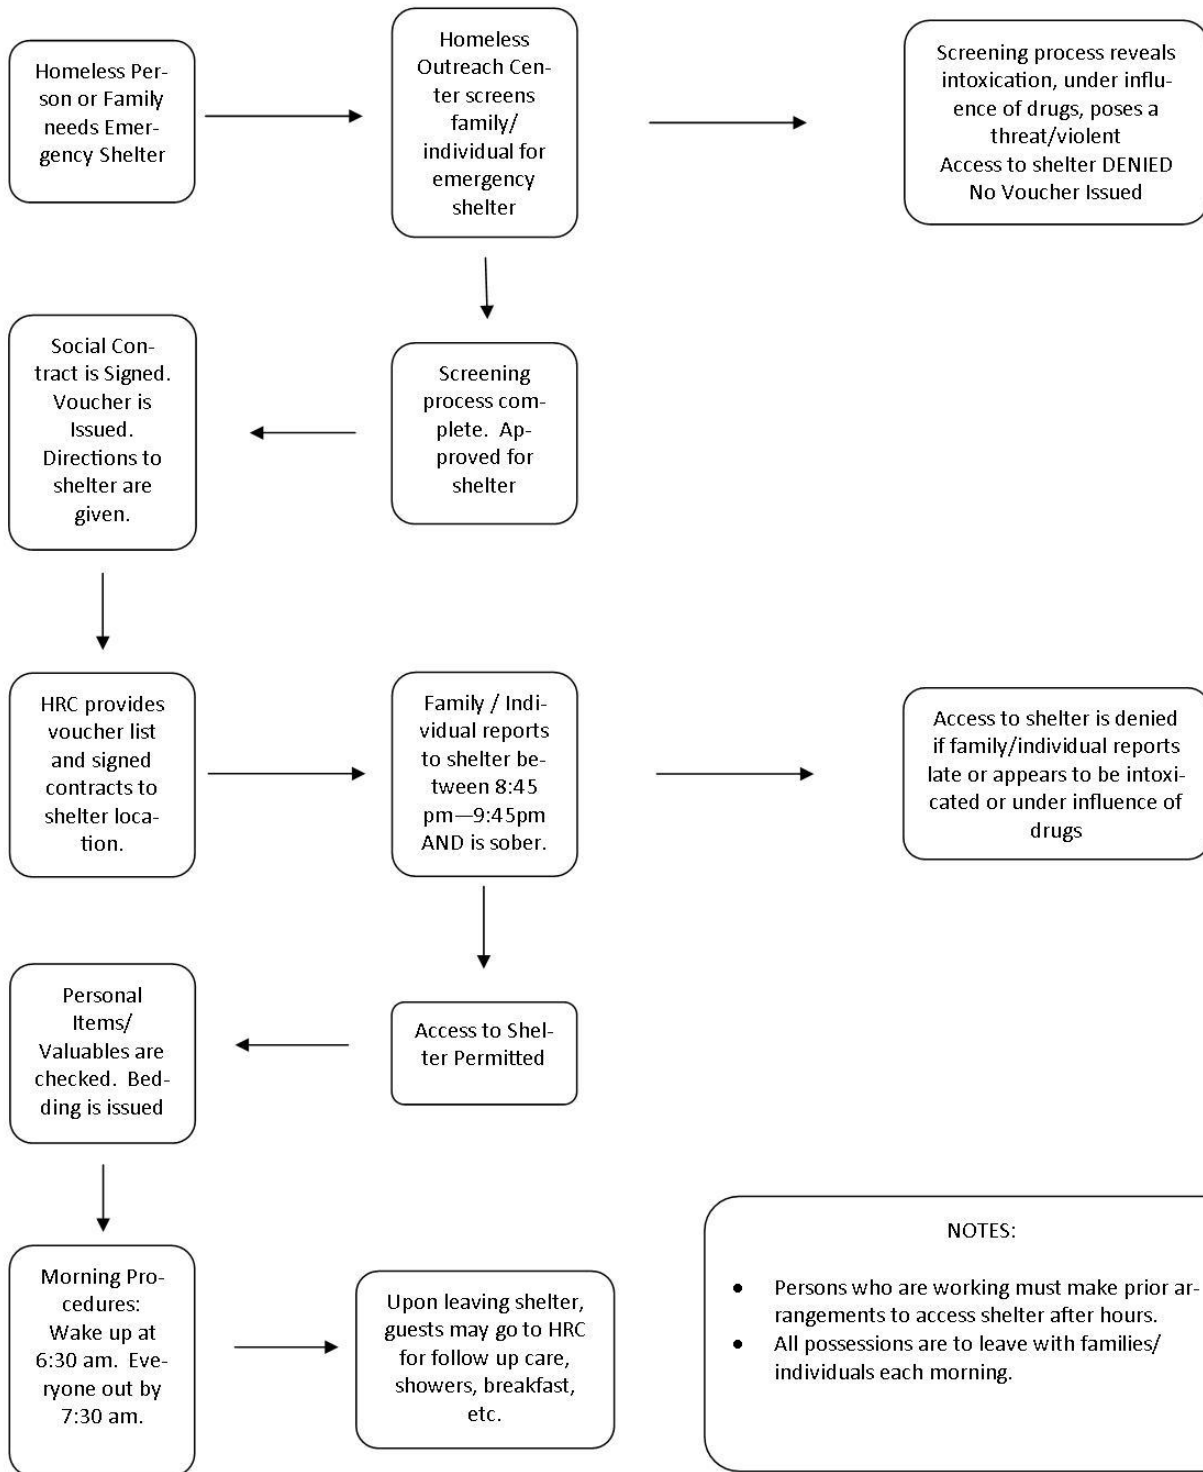 Homeless Per-
son or Family
needs Emer-
gency Shelter
Homeless
Outreach Cen-
ter screens
family/
individual for
emergency
shelter
Screening process reveals
intoxication, under influ-
ence of drugs, poses a
threat/violent
Access to shelter DENIED
No Voucher Issued
Screening
process com-
plete.  Ap-
proved for
shelter
Social Con-
tract is Signed.
Voucher is
Issued.
Directions to
shelter are
given.
HRC provides
voucher list
and signed
contracts to
shelter loca-
tion.
Family / Indi-
vidual reports
to shelter be-
tween 8:45
pm—9:45pm
AND is sober.
Access to shelter is denied
if family/individual reports
late or appears to be intoxi-
cated or under influence of
drugs
Access to Shel-
ter Permitted
Personal
Items/
Valuables are
checked.  Bed-
ding is issued
Morning Pro-
cedures:
Wake up at
6:30 am.  Eve-
ryone out by
7:30 am.
Upon leaving shelter,
guests may go to HRC
for follow up care,
showers, breakfast,
etc.
NOTES:
• Persons who are working must make prior ar-
rangements to access shelter after hours.
• All possessions are to leave with families/
individuals each morning.